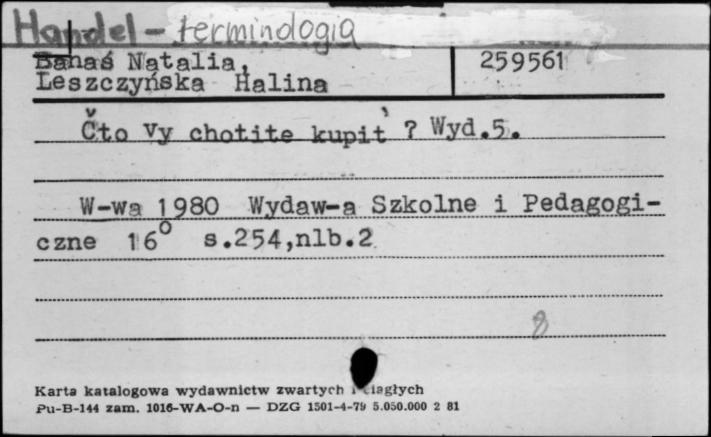 Handel - terminologia
Banaś Natalia, 259561
Leszczyńska Halina
Čto vy chotite kupit' ? Wyd.5.
W-wa 1980 Wydaw-a Szkolne i Pedagogi-
czne 16° s.254,nlb.2
8
Karta katalogowa wydawnictw zwartych i ciągłych
Pu-B-144 zam. 1016-WA-O-n — DZG 1501-4-79 5.050.000 2 81